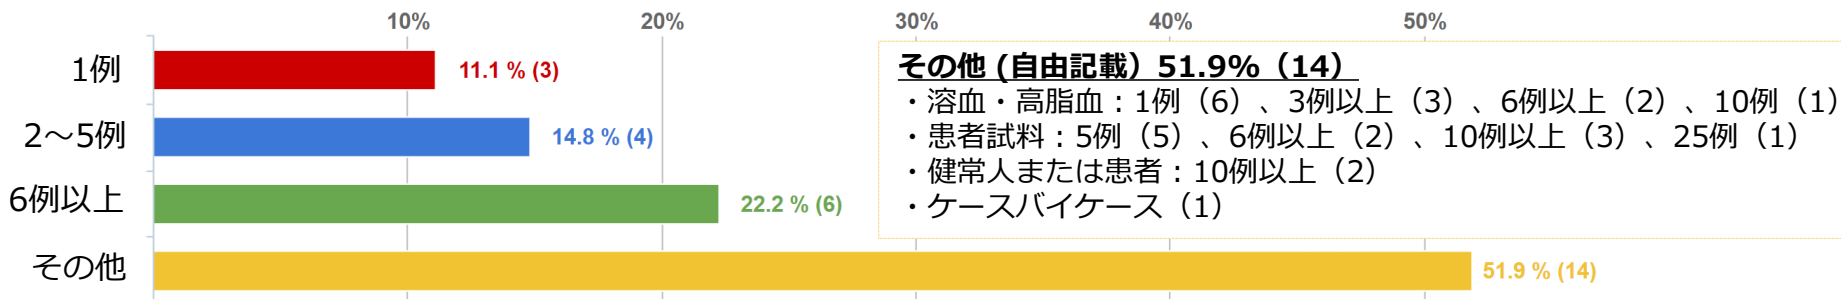 10%
20%
30%
40%
50%
1例
11.1 % (3)
2～5例
14.8 % (4)
6例以上
22.2 % (6)
その他
51.9 % (14)
その他 (自由記載）51.9%（14）
・溶血・高脂血：1例（6）、3例以上（3）、6例以上（2）、10例（1）
・患者試料：5例（5）、6例以上（2）、10例以上（3）、25例（1）
・健常人または患者：10例以上（2）
・ケースバイケース（1）